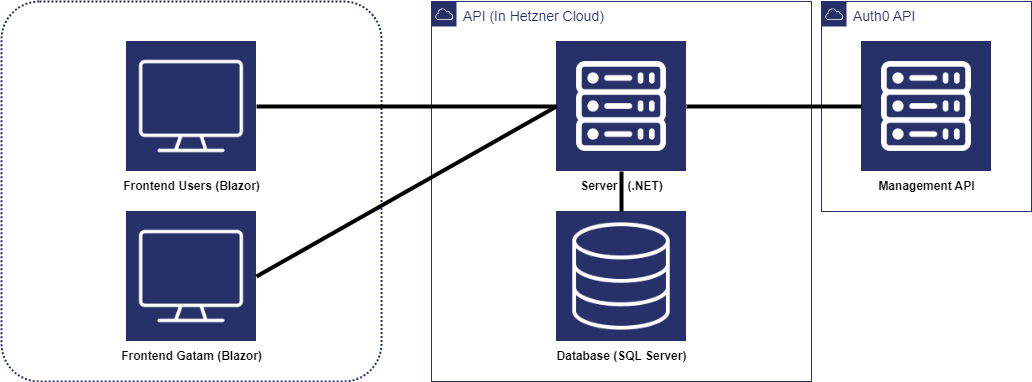 API (In Hetzner Cloud)
Auth0 API
Frontend Users (Blazor)
Server (.NET)
Management API
Frontend Gatam (Blazor)
Database (SQL Server)